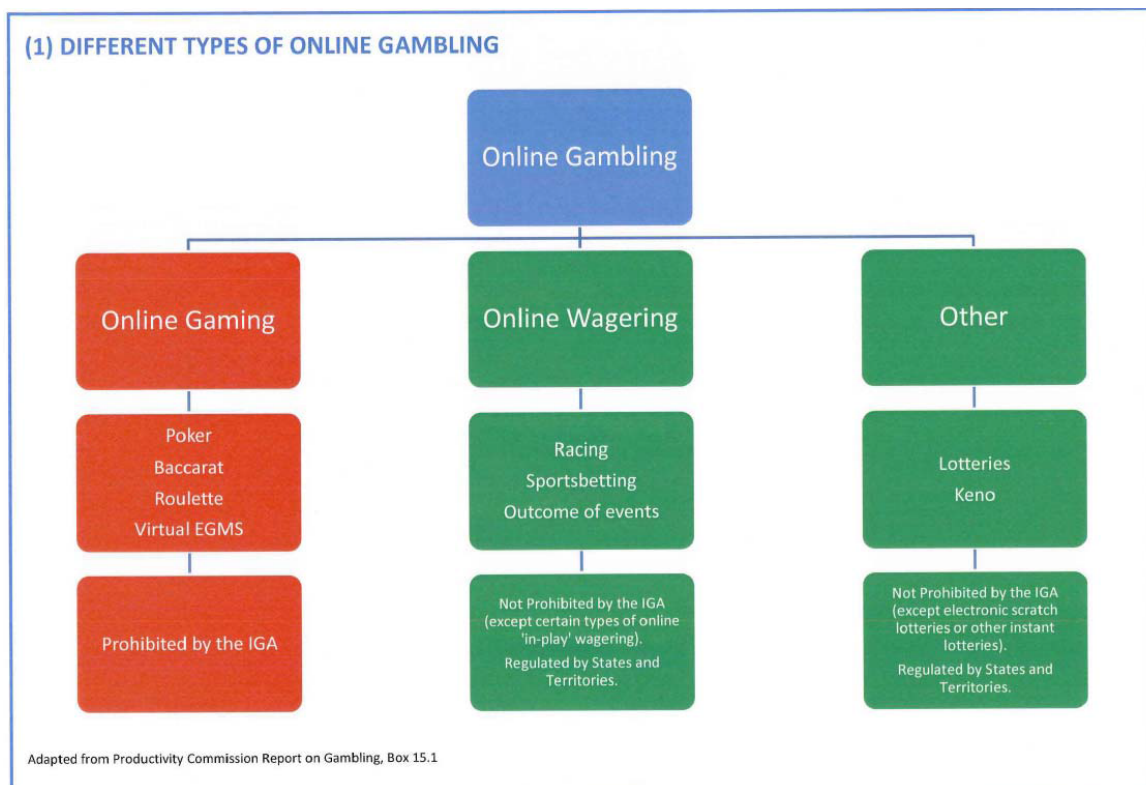 (1) DIFFERENT TYPES OF ONLINE GAMBLING
Online Gambling
Online Gaming
Online Wagering
Other
Poker
Baccarat
Roulette
Virtual EGMS
Racing
Sportsbetting
Outcome of events
Lotteries
Keno
Prohibited by the IGA
Not Prohibited by the IGA
(except certain types of online
'in-play' wagering).
Regulated by States and
Territories.
Not Prohibited by the IGA
(except electronic scratch
lotteries or other instant
lotteries).
Regulated by States and
Territories.
Adapted from Productivity Commission Report on Gambling, Box 15.1